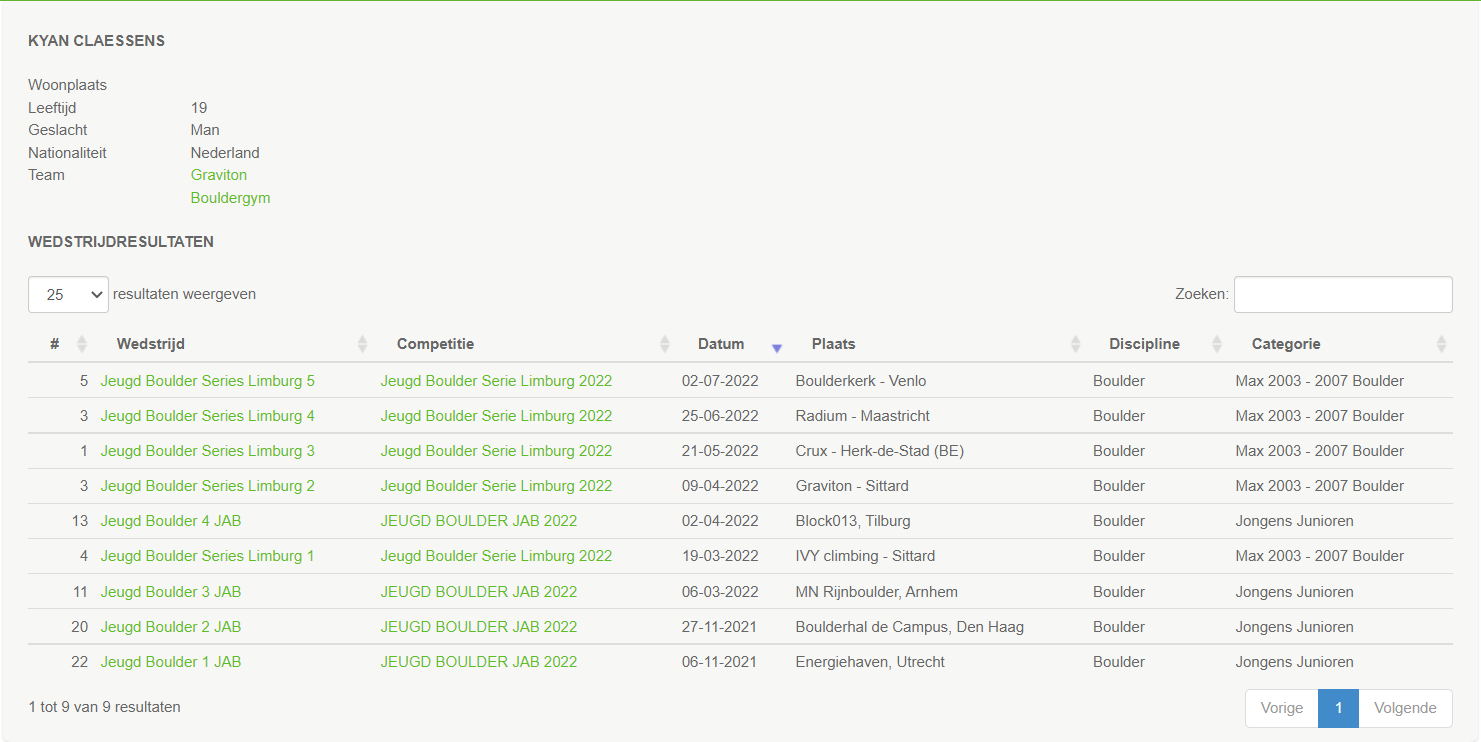 KYAN CLAESSENS
Woonplaats
Leeftijd 19
Geslacht Man
Nationaliteit Nederland
Team Graviton
Bouldergym
WEDSTRIJDRESULTATEN
25 resultaten weergeven Zoeken:
# Wedstrijd Competitie Datum Plaats Discipline Categorie
5 Jeugd Boulder Series Limburg 5 Jeugd Boulder Serie Limburg 2022 02-07-2022 Boulderkerk - Venlo Boulder Max 2003 - 2007 Boulder
3 Jeugd Boulder Series Limburg 4 Jeugd Boulder Serie Limburg 2022 25-06-2022 Radium - Maastricht Boulder Max 2003 - 2007 Boulder
1 Jeugd Boulder Series Limburg 3 Jeugd Boulder Serie Limburg 2022 21-05-2022 Crux - Herk-de-Stad (BE) Boulder Max 2003 - 2007 Boulder
3 Jeugd Boulder Series Limburg 2 Jeugd Boulder Serie Limburg 2022 09-04-2022 Graviton - Sittard Boulder Max 2003 - 2007 Boulder
13 Jeugd Boulder 4 JAB JEUGD BOULDER JAB 2022 02-04-2022 Block013, Tilburg Boulder Jongens Junioren
4 Jeugd Boulder Series Limburg 1 Jeugd Boulder Serie Limburg 2022 19-03-2022 IVY climbing - Sittard Boulder Max 2003 - 2007 Boulder
11 Jeugd Boulder 3 JAB JEUGD BOULDER JAB 2022 06-03-2022 MN Rijnboulder, Arnhem Boulder Jongens Junioren
20 Jeugd Boulder 2 JAB JEUGD BOULDER JAB 2022 27-11-2021 Boulderhal de Campus, Den Haag Boulder Jongens Junioren
22 Jeugd Boulder 1 JAB JEUGD BOULDER JAB 2022 06-11-2021 Energiehaven, Utrecht Boulder Jongens Junioren
1 tot 9 van 9 resultaten Vorige 1 Volgende